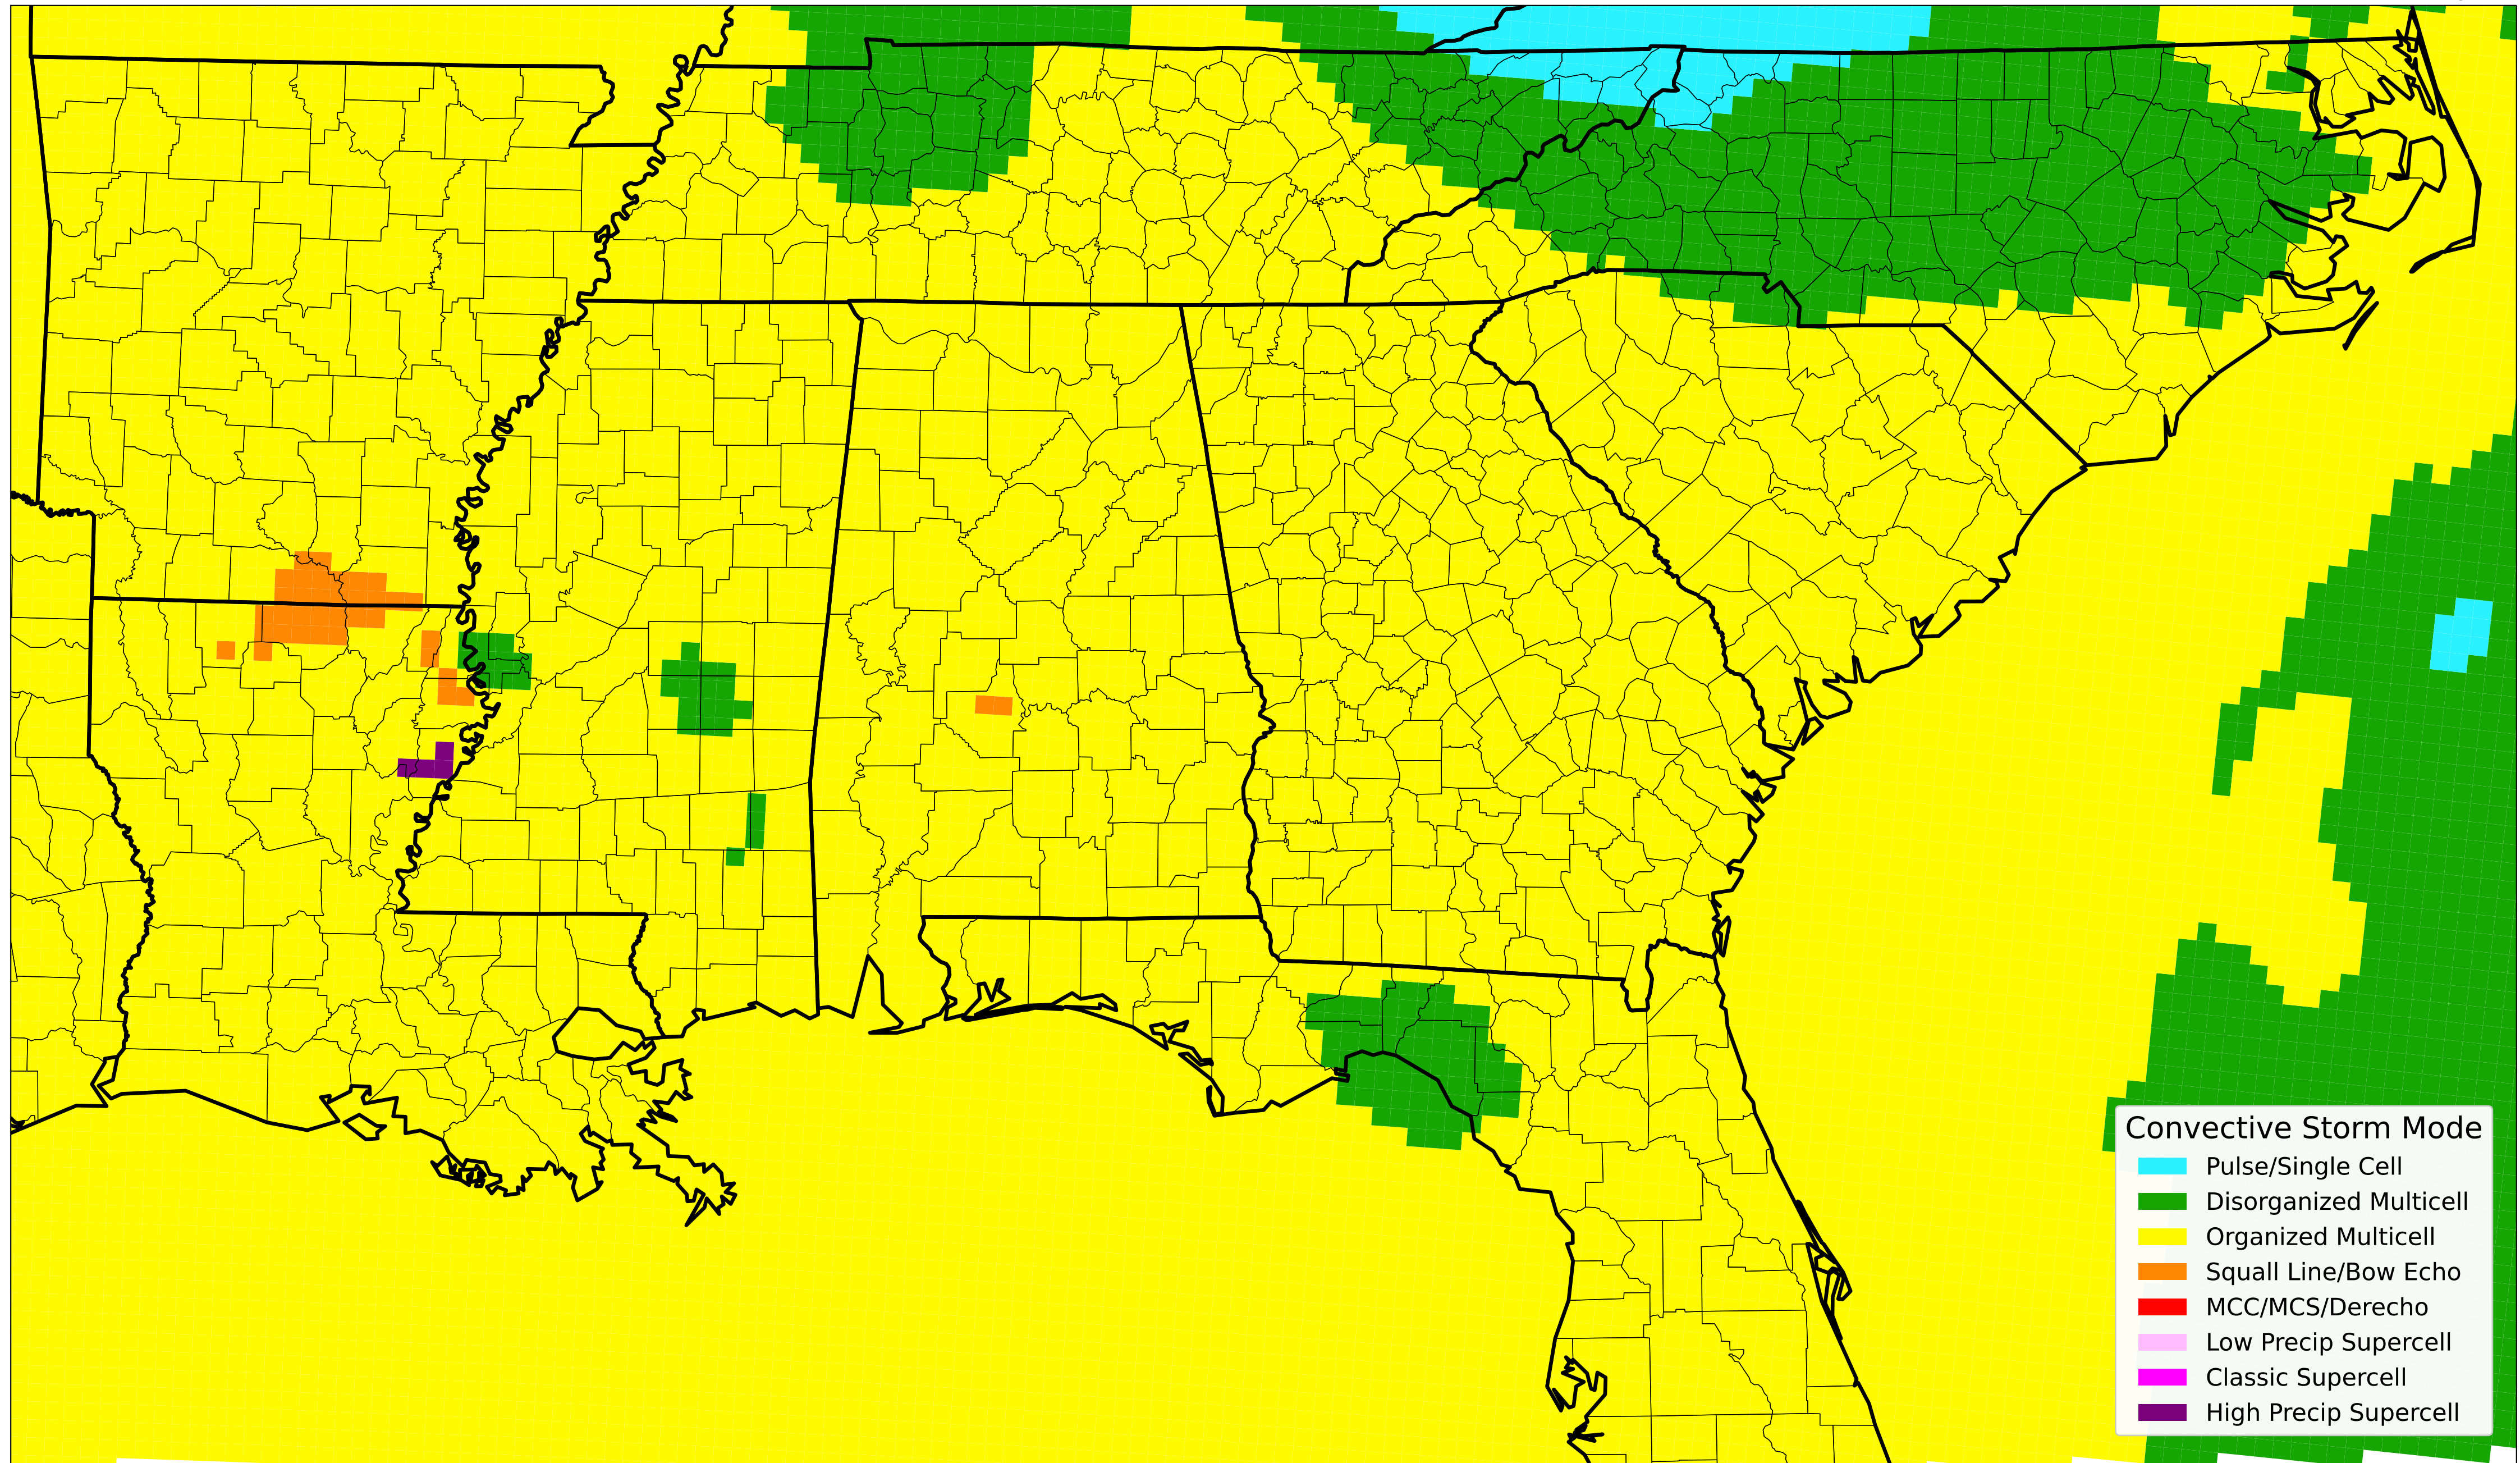 Convective Storm Mode
Pulse/Single Cell
Disorganized Multicell
Organized Multicell
Squall Line/Bow Echo
MCC/MCS/Derecho
Low Precip Supercell
Classic Supercell
High Precip Supercell